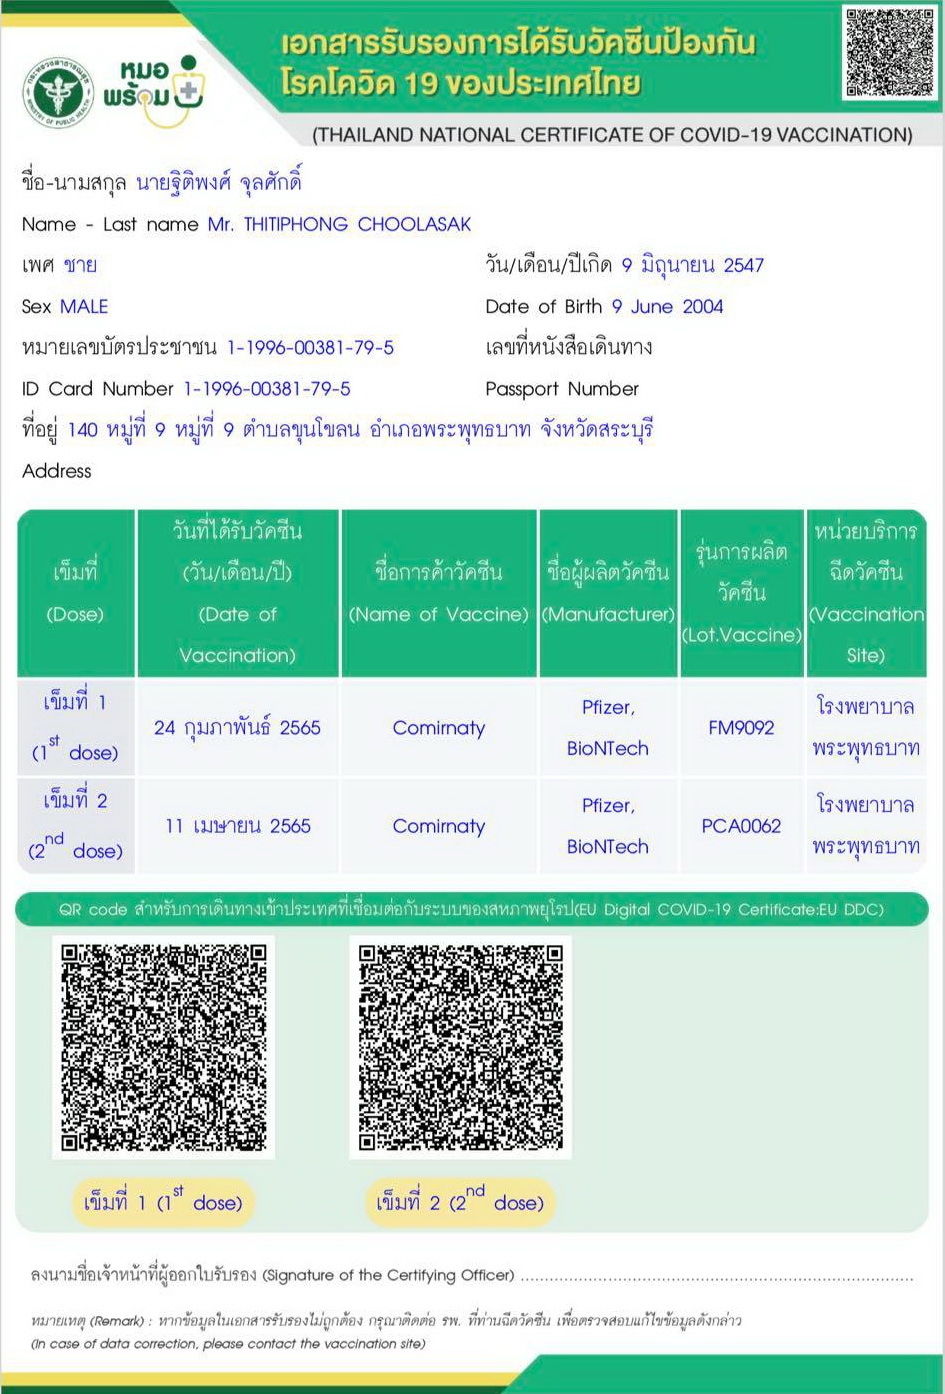 เอกสารรับรองการได้รับวัคซีนป้องกัน
โรคโควิด 19 ของประเทศไทย
(THAILAND NATIONAL CERTIFICATE OF COVID-19 VACCINATION)
กระทรวงสาธารณสุข
MINISTRY OF PUBLIC HEALTH
หมอ
พร้อม
ชื่อ-นามสกุล นายฐิติพงศ์ จุลศักดิ์
Name - Last name Mr. THITIPHONG CHOOLASAK
เพศ ชาย วัน/เดือน/ปีเกิด 9 มิถุนายน 2547
Sex MALE Date of Birth 9 June 2004
หมายเลขบัตรประชาชน 1-1996-00381-79-5 เลขที่หนังสือเดินทาง
ID Card Number 1-1996-00381-79-5 Passport Number
ที่อยู่ 140 หมู่ที่ 9 หมู่ที่ 9 ตำบลขุนโขลน อำเภอพระพุทธบาท จังหวัดสระบุรี
Address
เข็มที่
(Dose)
วันที่ได้รับวัคซีน
(วัน/เดือน/ปี)
(Date of
Vaccination)
ชื่อการค้าวัคซีน
(Name of Vaccine)
ชื่อผู้ผลิตวัคซีน
(Manufacturer)
รุ่นการผลิต
วัคซีน
(Lot.Vaccine)
หน่วยบริการ
ฉีดวัคซีน
(Vaccination
Site)
เข็มที่ 1
(1st dose)
24 กุมภาพันธ์ 2565
Comirnaty
Pfizer,
BioNTech
FM9092
โรงพยาบาล
พระพุทธบาท
เข็มที่ 2
(2nd dose)
11 เมษายน 2565
Comirnaty
Pfizer,
BioNTech
PCA0062
โรงพยาบาล
พระพุทธบาท
QR code สำหรับการเดินทางเข้าประเทศที่เชื่อมต่อกับระบบของสหภาพยุโรป(EU Digital COVID-19 Certificate:EU DDC)
เข็มที่ 1 (1st dose) เข็มที่ 2 (2nd dose)
ลงนามชื่อเจ้าหน้าที่ผู้ออกใบรับรอง (Signature of the Certifying Officer) ..........................................................................................
หมายเหตุ (Remark) : หากข้อมูลในเอกสารรับรองไม่ถูกต้อง กรุณาติดต่อ รพ. ที่ท่านฉีดวัคซีน เพื่อตรวจสอบแก้ไขข้อมูลดังกล่าว
(In case of data correction, please contact the vaccination site)